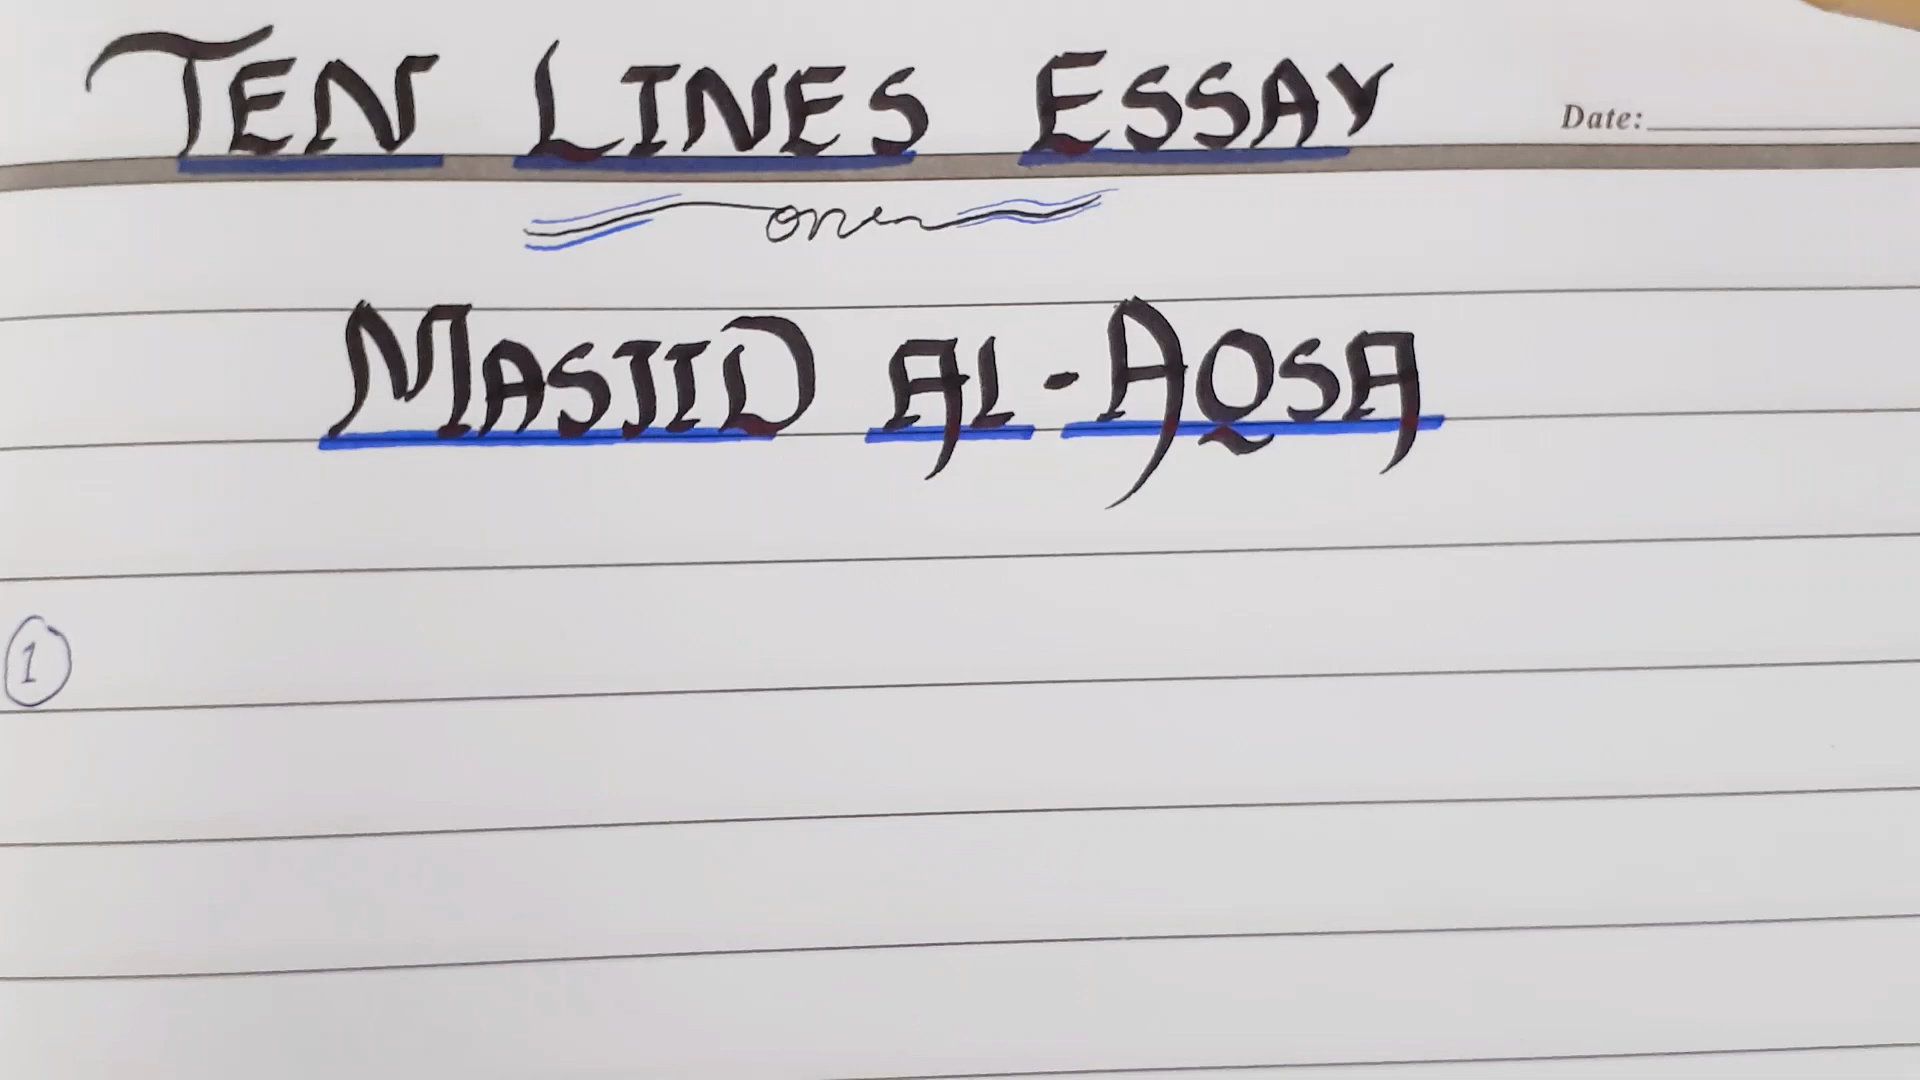 TEN LINES ESSAY
Date:
on
MASJID AL-AQSA
1